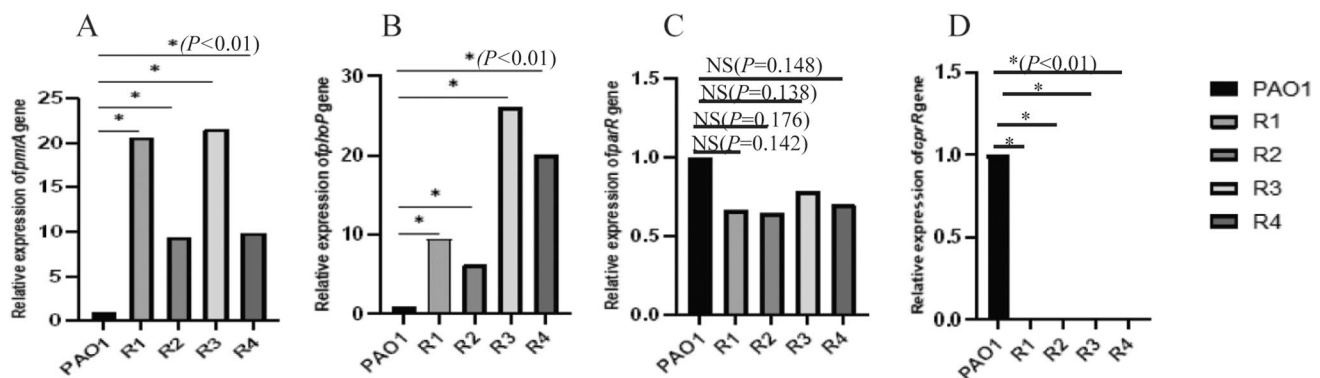 A
*(P<0.01)
*
*
*
Relative expression of pmrA gene
25
20
15
10
5
0
PAO1
R1
R2
R3
R4
B
*(P<0.01)
*
*
*
Relative expression of phoP gene
30
20
10
0
PAO1
R1
R2
R3
R4
C
NS(P=0.148)
NS(P=0.138)
NS(P=0.176)
NS(P=0.142)
Relative expression of parR gene
1.5
1.0
0.5
0.0
PAO1
R1
R2
R3
R4
D
*(P<0.01)
*
*
*
Relative expression of cprR gene
1.5
1.0
0.5
0.0
PAO1
R1
R2
R3
R4
PAO1
R1
R2
R3
R4